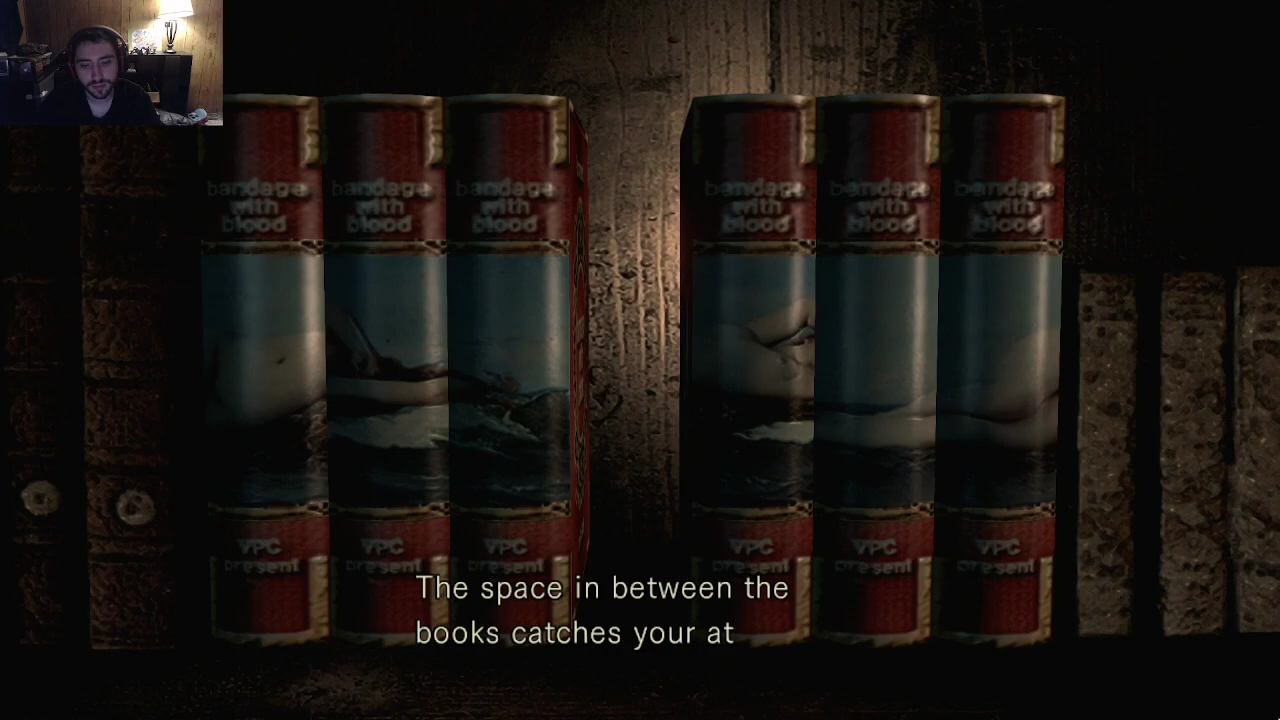 bandage bandage bandage bandage bandage bandage
with with with with with with
blood blood blood blood blood blood
VPC VPC VPC VPC VPC VPC
present present present present present present
The space in between the
books catches your at